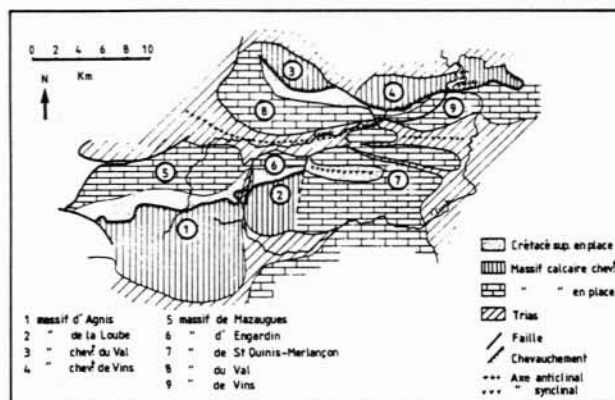 0 2 4 6 8 10
Km
N
3
4
8
9
6
5
7
2
1
Crétacé sup. en place
Massif calcaire chevt
" " en place
Trias
Faille
Chevauchement
Axe anticlinal
" synclinal
1 massif d'Agnis
2 " de la Loube
3 " chevt du Val
4 " chevt de Vins
5 massif de Mazaugues
6 " d' Engardin
7 " de St Quinis-Merlançon
8 " du Val
9 " de Vins